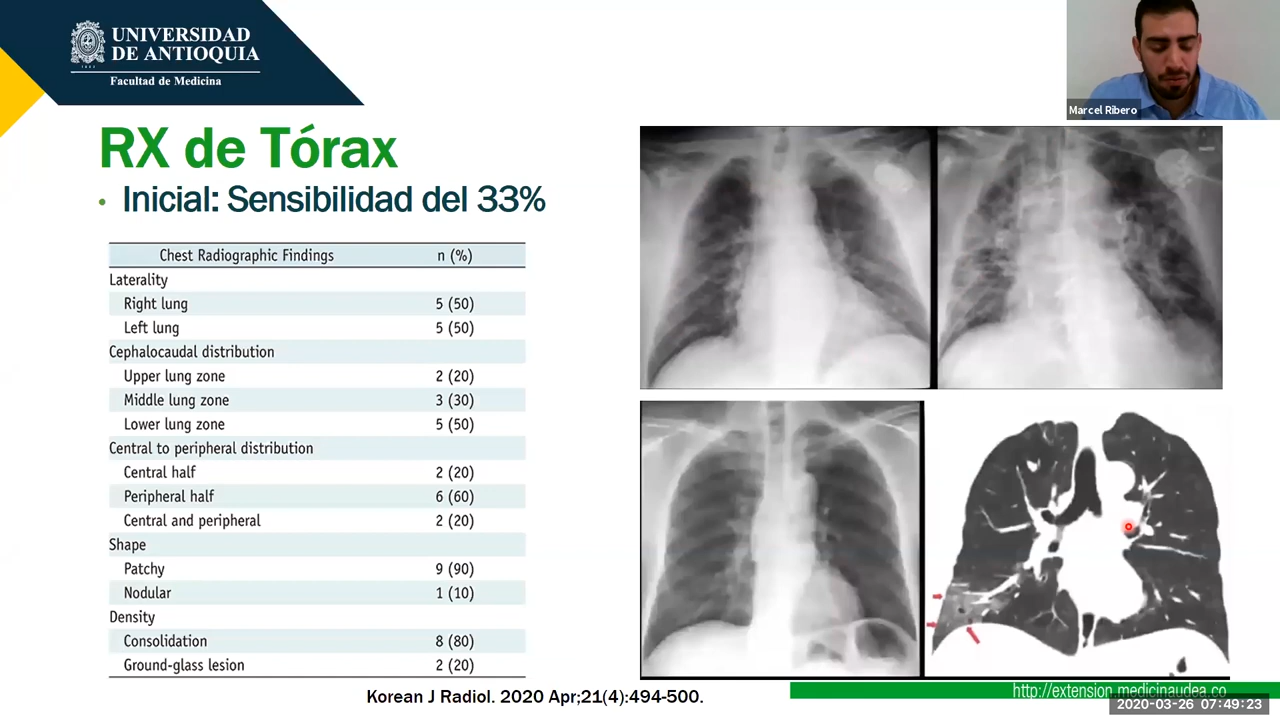 UNIVERSIDAD
DE ANTIOQUIA
Facultad de Medicina
Marcel Ribero
RX de Tórax
• Inicial: Sensibilidad del 33%
Chest Radiographic Findings n (%)
Laterality
Right lung 5 (50)
Left lung 5 (50)
Cephalocaudal distribution
Upper lung zone 2 (20)
Middle lung zone 3 (30)
Lower lung zone 5 (50)
Central to peripheral distribution
Central half 2 (20)
Peripheral half 6 (60)
Central and peripheral 2 (20)
Shape
Patchy 9 (90)
Nodular 1 (10)
Density
Consolidation 8 (80)
Ground-glass lesion 2 (20)
Korean J Radiol. 2020 Apr;21(4):494-500.
http://extension.medicinaudea.co
2020-03-26 07:49:23